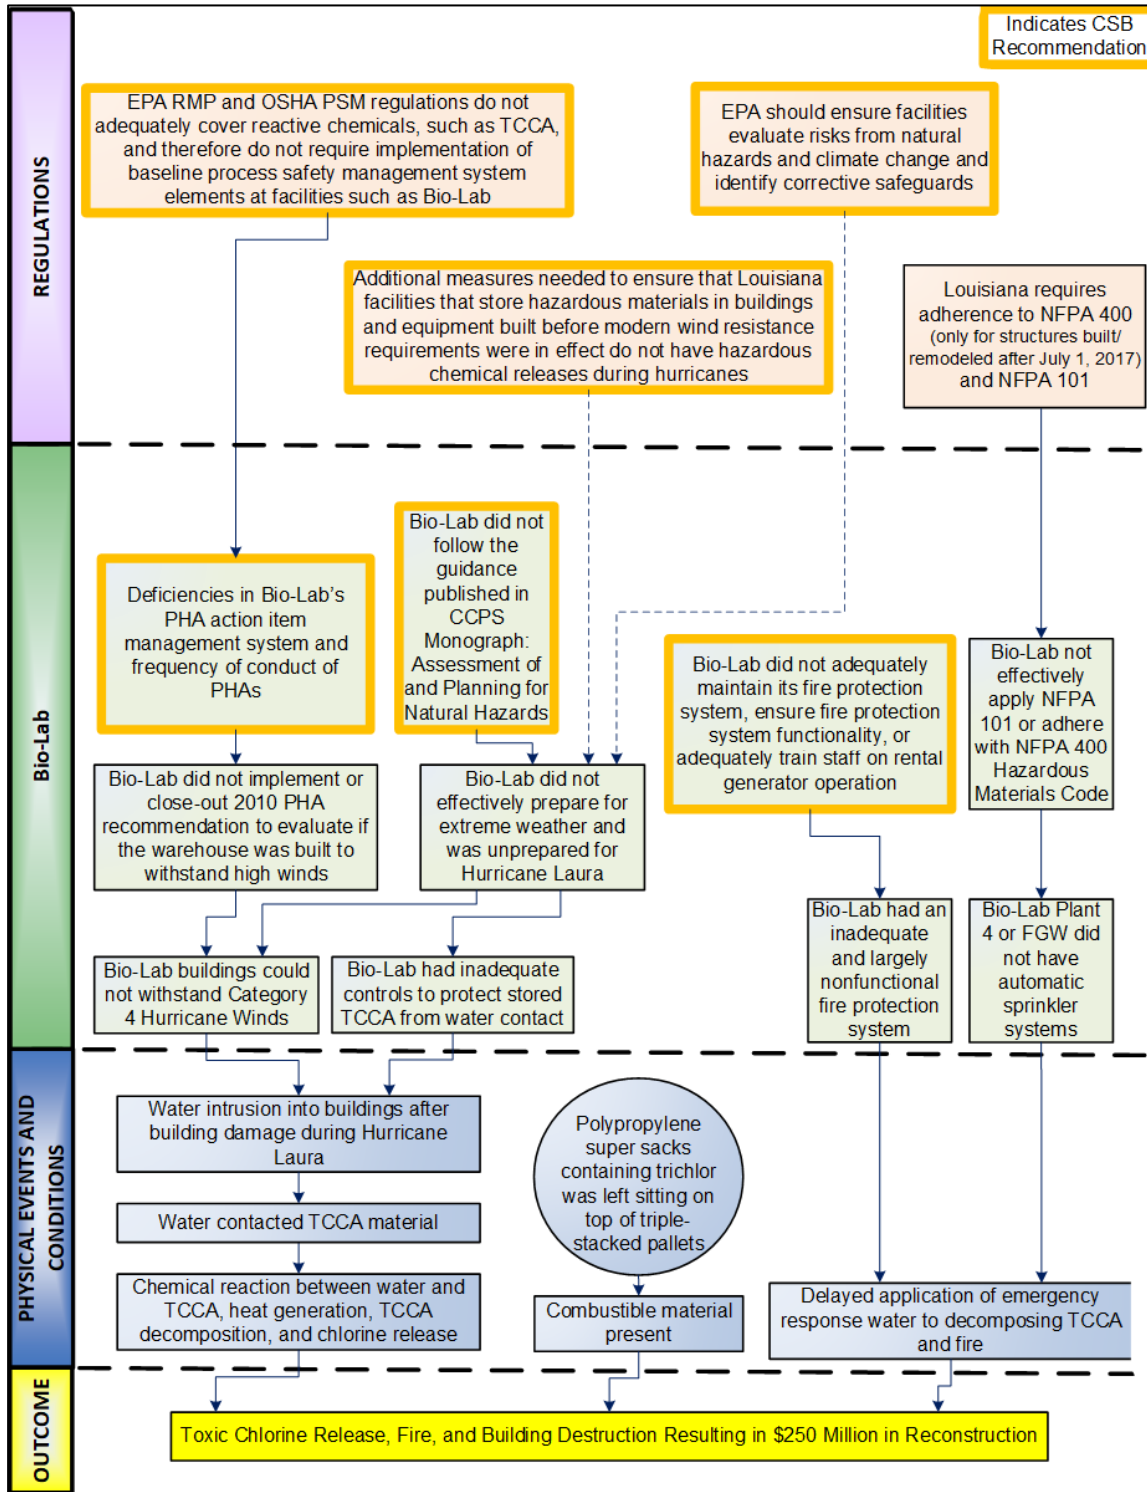 Indicates CSB
Recommendation
REGULATIONS
EPA RMP and OSHA PSM regulations do not
adequately cover reactive chemicals, such as TCCA,
and therefore do not require implementation of
baseline process safety management system
elements at facilities such as Bio-Lab
EPA should ensure facilities
evaluate risks from natural
hazards and climate change and
identify corrective safeguards
Additional measures needed to ensure that Louisiana
facilities that store hazardous materials in buildings
and equipment built before modern wind resistance
requirements were in effect do not have hazardous
chemical releases during hurricanes
Louisiana requires
adherence to NFPA 400
(only for structures built/
remodeled after July 1, 2017)
and NFPA 101
Bio-Lab
Deficiencies in Bio-Lab's
PHA action item
management system and
frequency of conduct of
PHAs
Bio-Lab did not
follow the
guidance
published in
CCPS
Monograph:
Assessment of
and Planning for
Natural Hazards
Bio-Lab did not adequately
maintain its fire protection
system, ensure fire protection
system functionality, or
adequately train staff on rental
generator operation
Bio-Lab not
effectively
apply NFPA
101 or adhere
with NFPA 400
Hazardous
Materials Code
Bio-Lab did not implement or
close-out 2010 PHA
recommendation to evaluate if
the warehouse was built to
withstand high winds
Bio-Lab did not
effectively prepare for
extreme weather and
was unprepared for
Hurricane Laura
Bio-Lab buildings could
not withstand Category
4 Hurricane Winds
Bio-Lab had inadequate
controls to protect stored
TCCA from water contact
Bio-Lab had an
inadequate
and largely
nonfunctional
fire protection
system
Bio-Lab Plant
4 or FGW did
not have
automatic
sprinkler
systems
PHYSICAL EVENTS AND
CONDITIONS
Water intrusion into buildings after
building damage during Hurricane
Laura
Water contacted TCCA material
Chemical reaction between water and
TCCA, heat generation, TCCA
decomposition, and chlorine release
Polypropylene
super sacks
containing trichlor
was left sitting on
top of triple-
stacked pallets
Combustible material
present
Delayed application of emergency
response water to decomposing TCCA
and fire
OUTCOME
Toxic Chlorine Release, Fire, and Building Destruction Resulting in $250 Million in Reconstruction